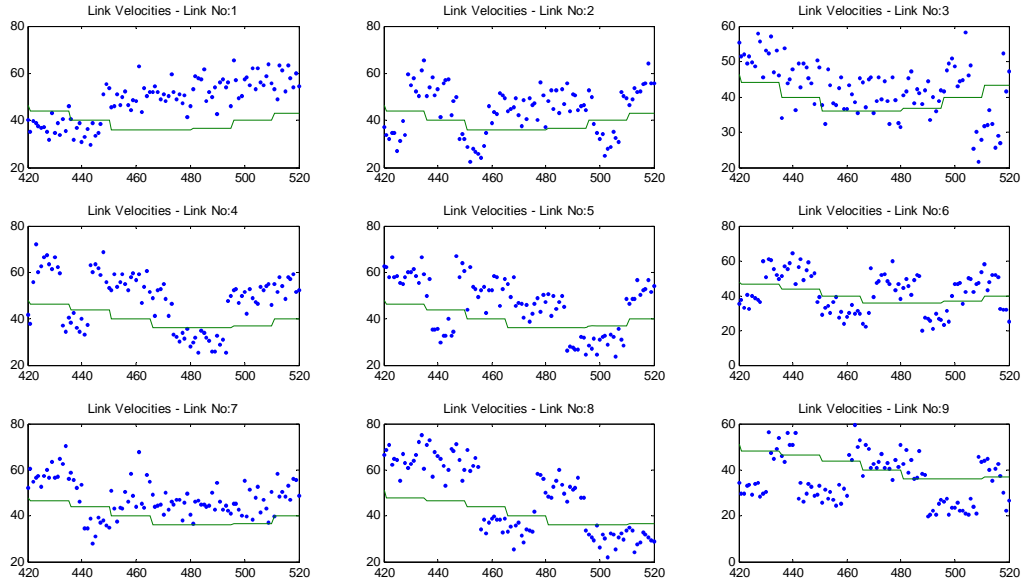 Link Velocities - Link No:1
80
60
40
20
420 440 460 480 500 520
Link Velocities - Link No:2
80
60
40
20
420 440 460 480 500 520
Link Velocities - Link No:3
60
50
40
30
20
420 440 460 480 500 520
Link Velocities - Link No:4
80
60
40
20
420 440 460 480 500 520
Link Velocities - Link No:5
80
60
40
20
420 440 460 480 500 520
Link Velocities - Link No:6
80
60
40
20
0
420 440 460 480 500 520
Link Velocities - Link No:7
80
60
40
20
420 440 460 480 500 520
Link Velocities - Link No:8
80
60
40
20
420 440 460 480 500 520
Link Velocities - Link No:9
60
40
20
0
420 440 460 480 500 520